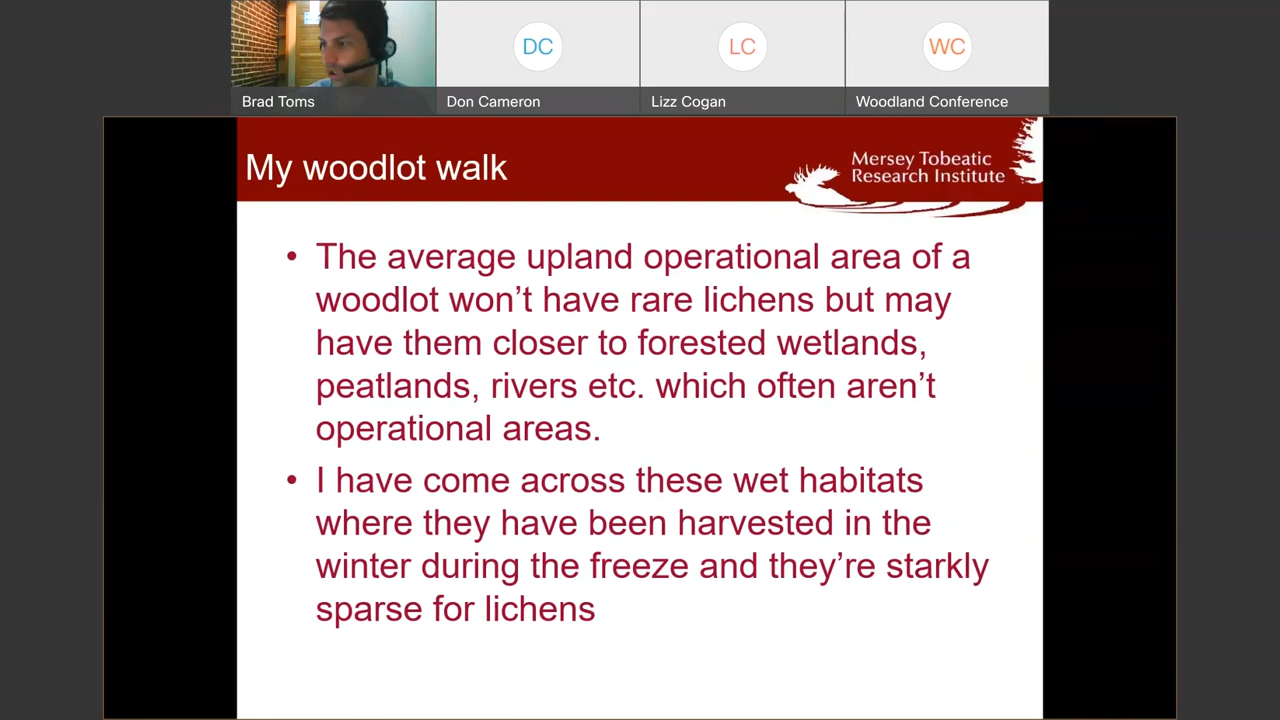 DC
LC
WC
Brad Toms
Don Cameron
Lizz Cogan
Woodland Conference
My woodlot walk
Mersey Tobeatic
Research Institute
• The average upland operational area of a
woodlot won’t have rare lichens but may
have them closer to forested wetlands,
peatlands, rivers etc. which often aren’t
operational areas.
• I have come across these wet habitats
where they have been harvested in the
winter during the freeze and they’re starkly
sparse for lichens